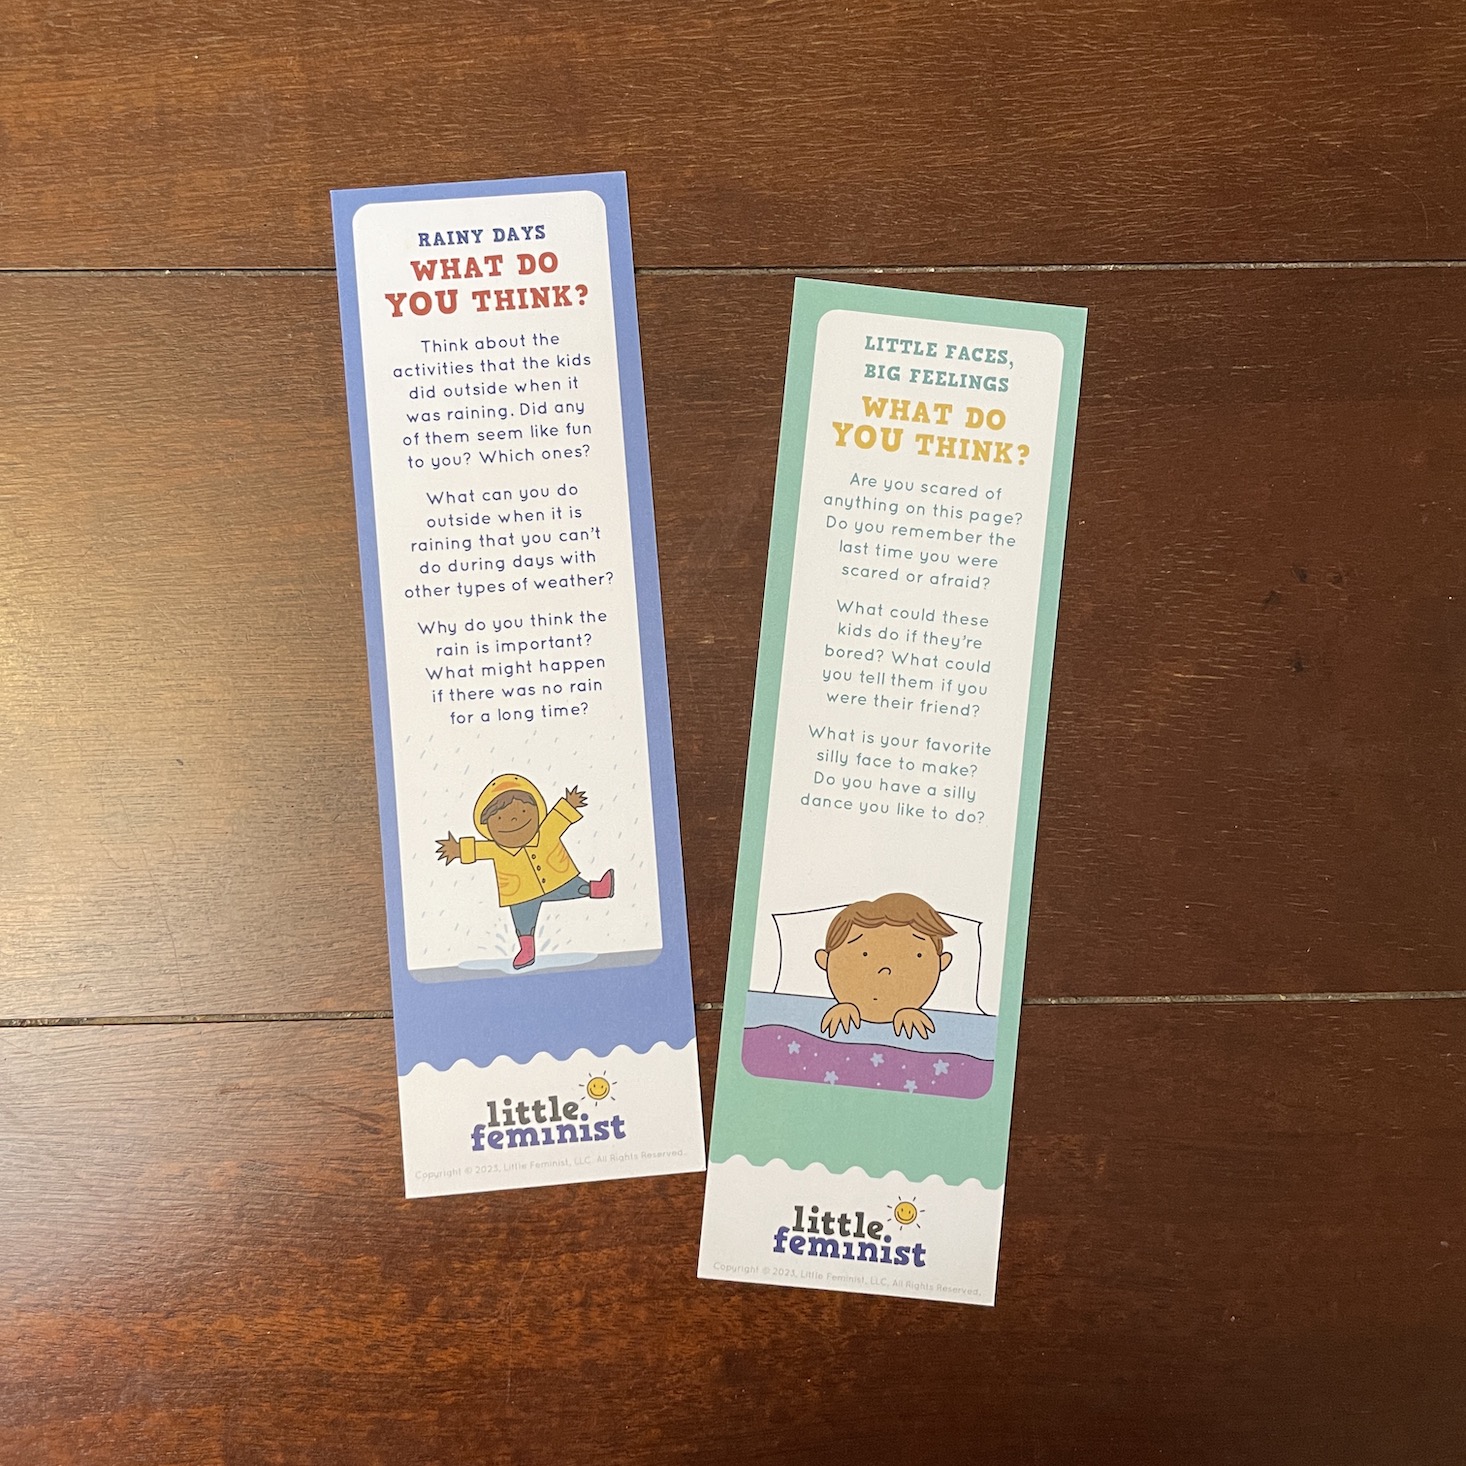 RAINY DAYS
WHAT DO
YOU THINK?
Think about the
activities that the kids
did outside when it
was raining. Did any
of them seem like fun
to you? Which ones?
What can you do
outside when it is
raining that you can't
do during days with
other types of weather?
Why do you think the
rain is important?
What might happen
if there was no rain
for a long time?
little
feminist
Copyright © 2023, Little Feminist, LLC. All Rights Reserved.
LITTLE FACES,
BIG FEELINGS
WHAT DO
YOU THINK?
Are you scared of
anything on this page?
Do you remember the
last time you were
scared or afraid?
What could these
kids do if they're
bored? What could
you tell them if you
were their friend?
What is your favorite
silly face to make?
Do you have a silly
dance you like to do?
little
feminist
Copyright © 2023, Little Feminist, LLC. All Rights Reserved.